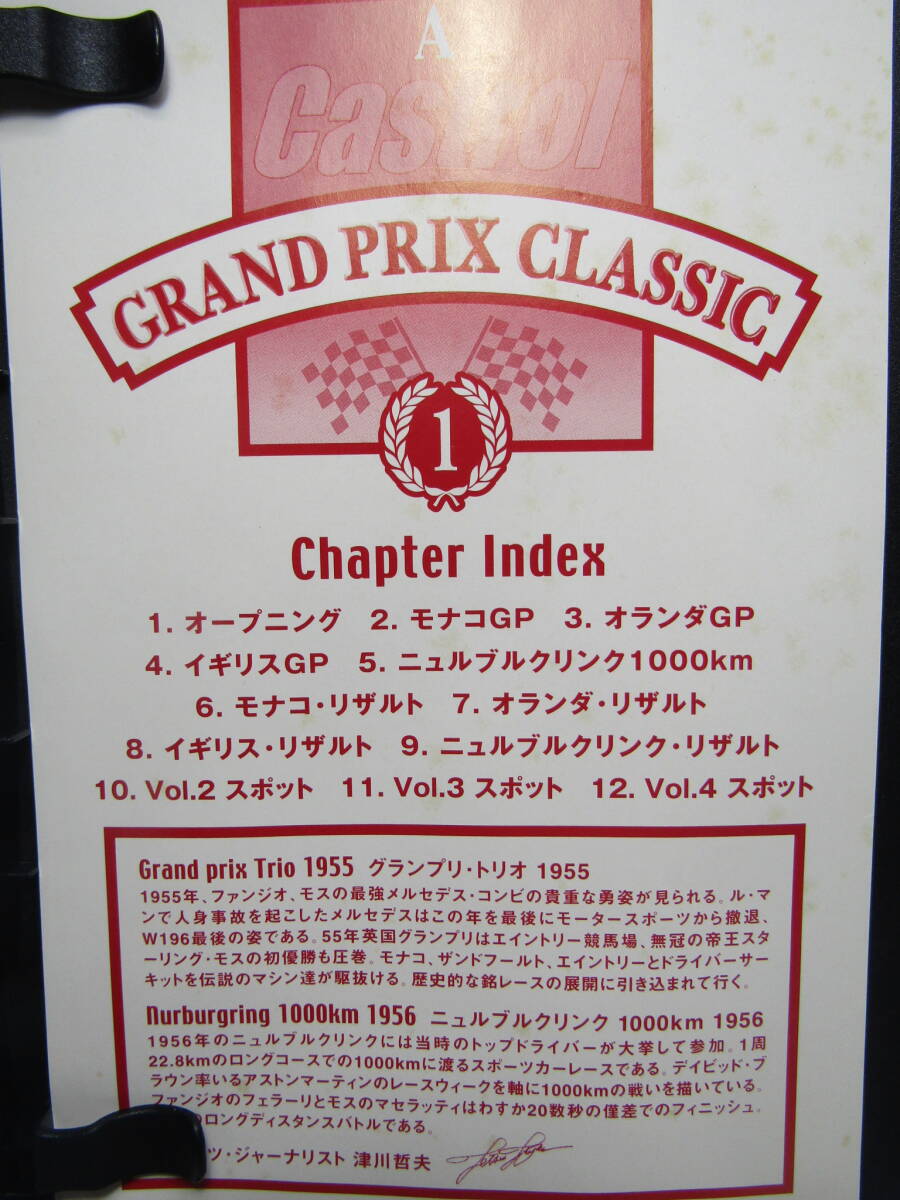 A
Castrol
GRAND PRIX CLASSIC
1
Chapter Index
1. オープニング 2. モナコGP 3. オランダGP
4. イギリスGP 5. ニュルブルクリンク1000km
6. モナコ・リザルト 7. オランダ・リザルト
8. イギリス・リザルト 9. ニュルブルクリンク・リザルト
10. Vol.2 スポット 11. Vol.3 スポット 12. Vol.4 スポット
Grand prix Trio 1955 グランプリ・トリオ 1955
1955年、ファンジオ、モスの最強メルセデス・コンビの貴重な勇姿が見られる。ル・マ
ンで人身事故を起こしたメルセデスはこの年を最後にモータースポーツから撤退、
W196最後の姿である。55年英国グランプリはエイントリー競馬場、無冠の帝王スタ
ーリング・モスの初優勝も圧巻。モナコ、ザンドフールト、エイントリーとドライバーサー
キットを伝説のマシン達が駆抜ける。歴史的な銘レースの展開に引き込まれて行く。
Nurburgring 1000km 1956 ニュルブルクリンク 1000km 1956
1956年のニュルブルクリンクには当時のトップドライバーが大挙して参加。1周
22.8kmのロングコースでの1000kmに渡るスポーツカーレースである。デイビッド・ブ
ラウン率いるアストンマーティンのレースウィークを軸に1000kmの戦いを描いている。
ファンジオのフェラーリとモスのマセラッティはわすか20数秒の僅差でのフィニッシュ。
のロングディスタンスバトルである。
ツ・ジャーナリスト 津川哲夫